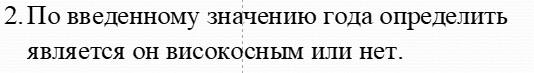 2. По введенному значению года определить
является он високосным или нет.